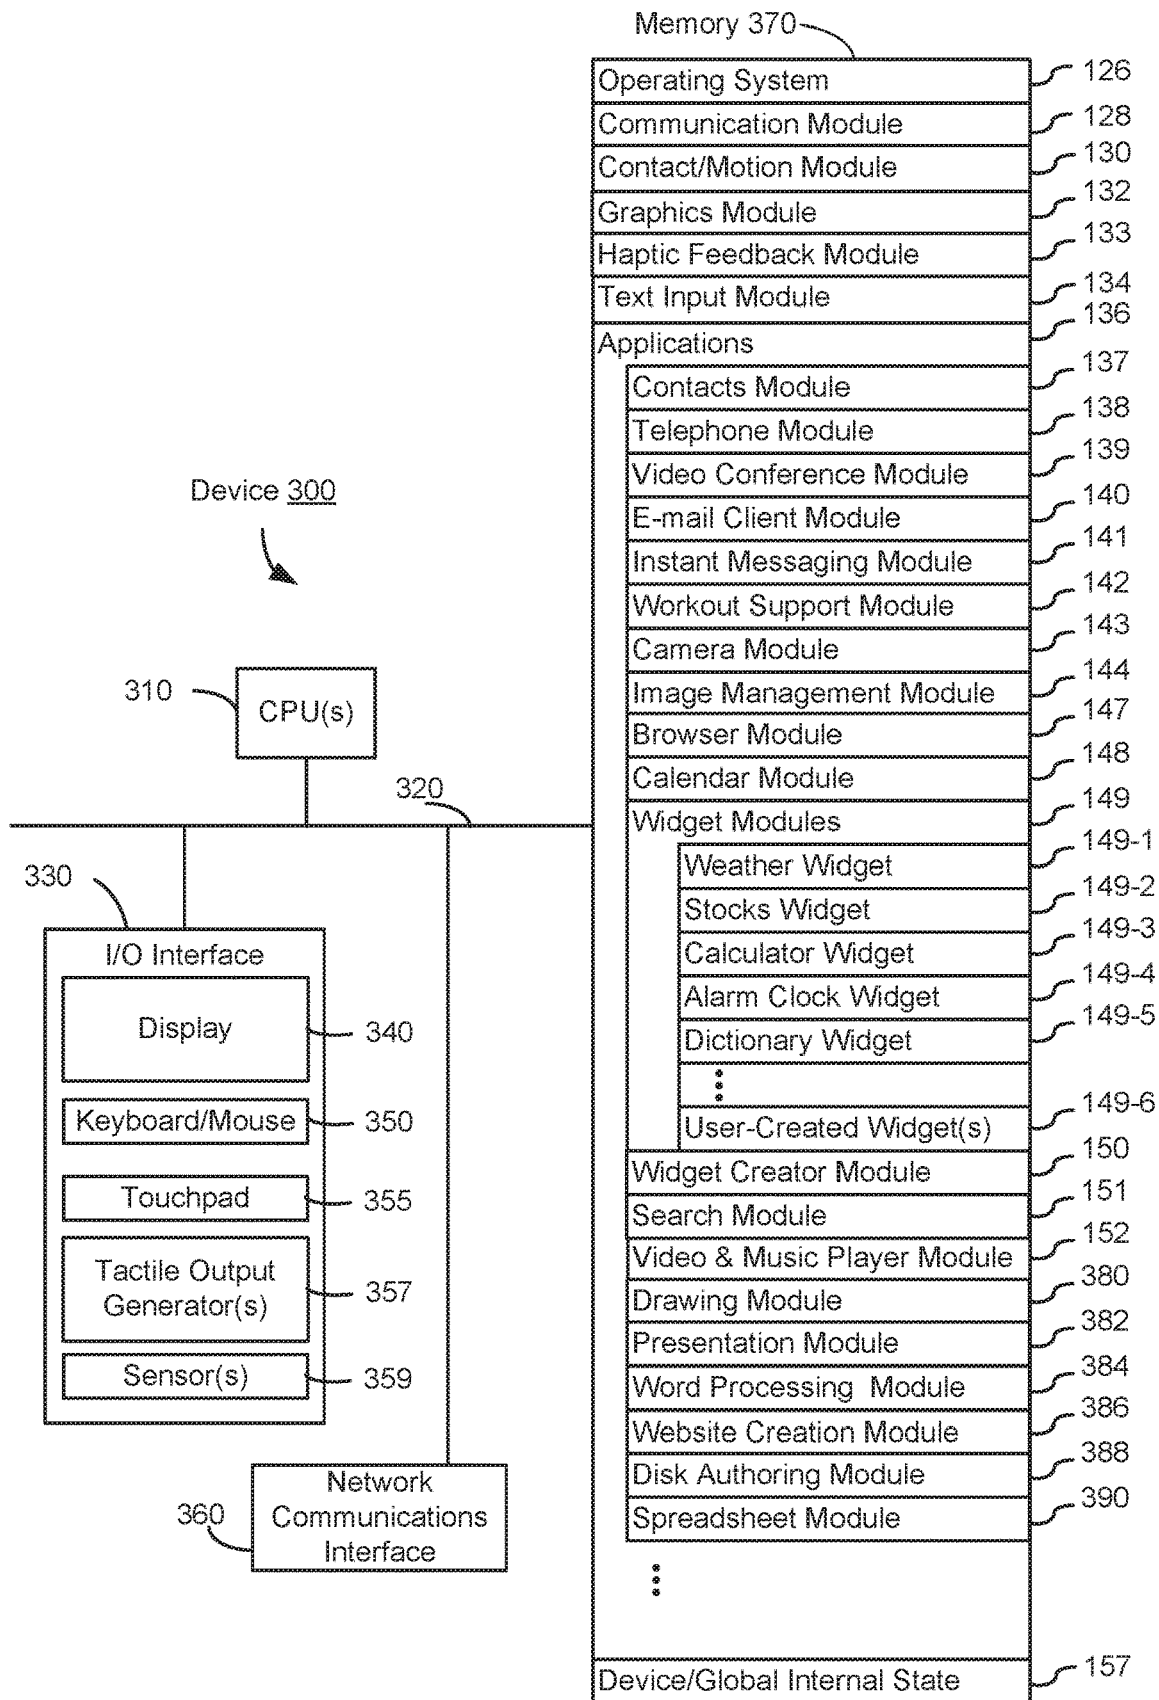 Memory 370
Operating System 126
Communication Module 128
Contact/Motion Module 130
Graphics Module 132
Haptic Feedback Module 133
Text Input Module 134
Applications 136
Contacts Module 137
Telephone Module 138
Video Conference Module 139
E-mail Client Module 140
Instant Messaging Module 141
Workout Support Module 142
Camera Module 143
Image Management Module 144
Browser Module 147
Calendar Module 148
Widget Modules 149
Weather Widget 149-1
Stocks Widget 149-2
Calculator Widget 149-3
Alarm Clock Widget 149-4
Dictionary Widget 149-5
User-Created Widget(s) 149-6
Widget Creator Module 150
Search Module 151
Video & Music Player Module 152
Drawing Module 380
Presentation Module 382
Word Processing Module 384
Website Creation Module 386
Disk Authoring Module 388
Spreadsheet Module 390
Device/Global Internal State 157
Device 300
310 CPU(s)
320
330
I/O Interface
Display 340
Keyboard/Mouse 350
Touchpad 355
Tactile Output
Generator(s) 357
Sensor(s) 359
Network
360 Communications
Interface